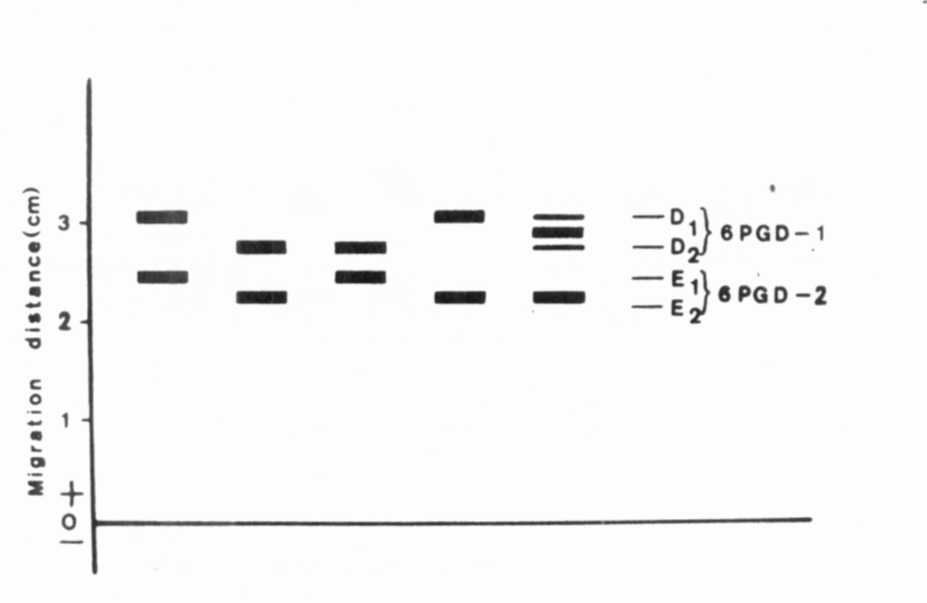 Migration distance(cm)
3
2
1
+
O
—
D1
D2
6PGD-1
E1
E2
6PGD-2